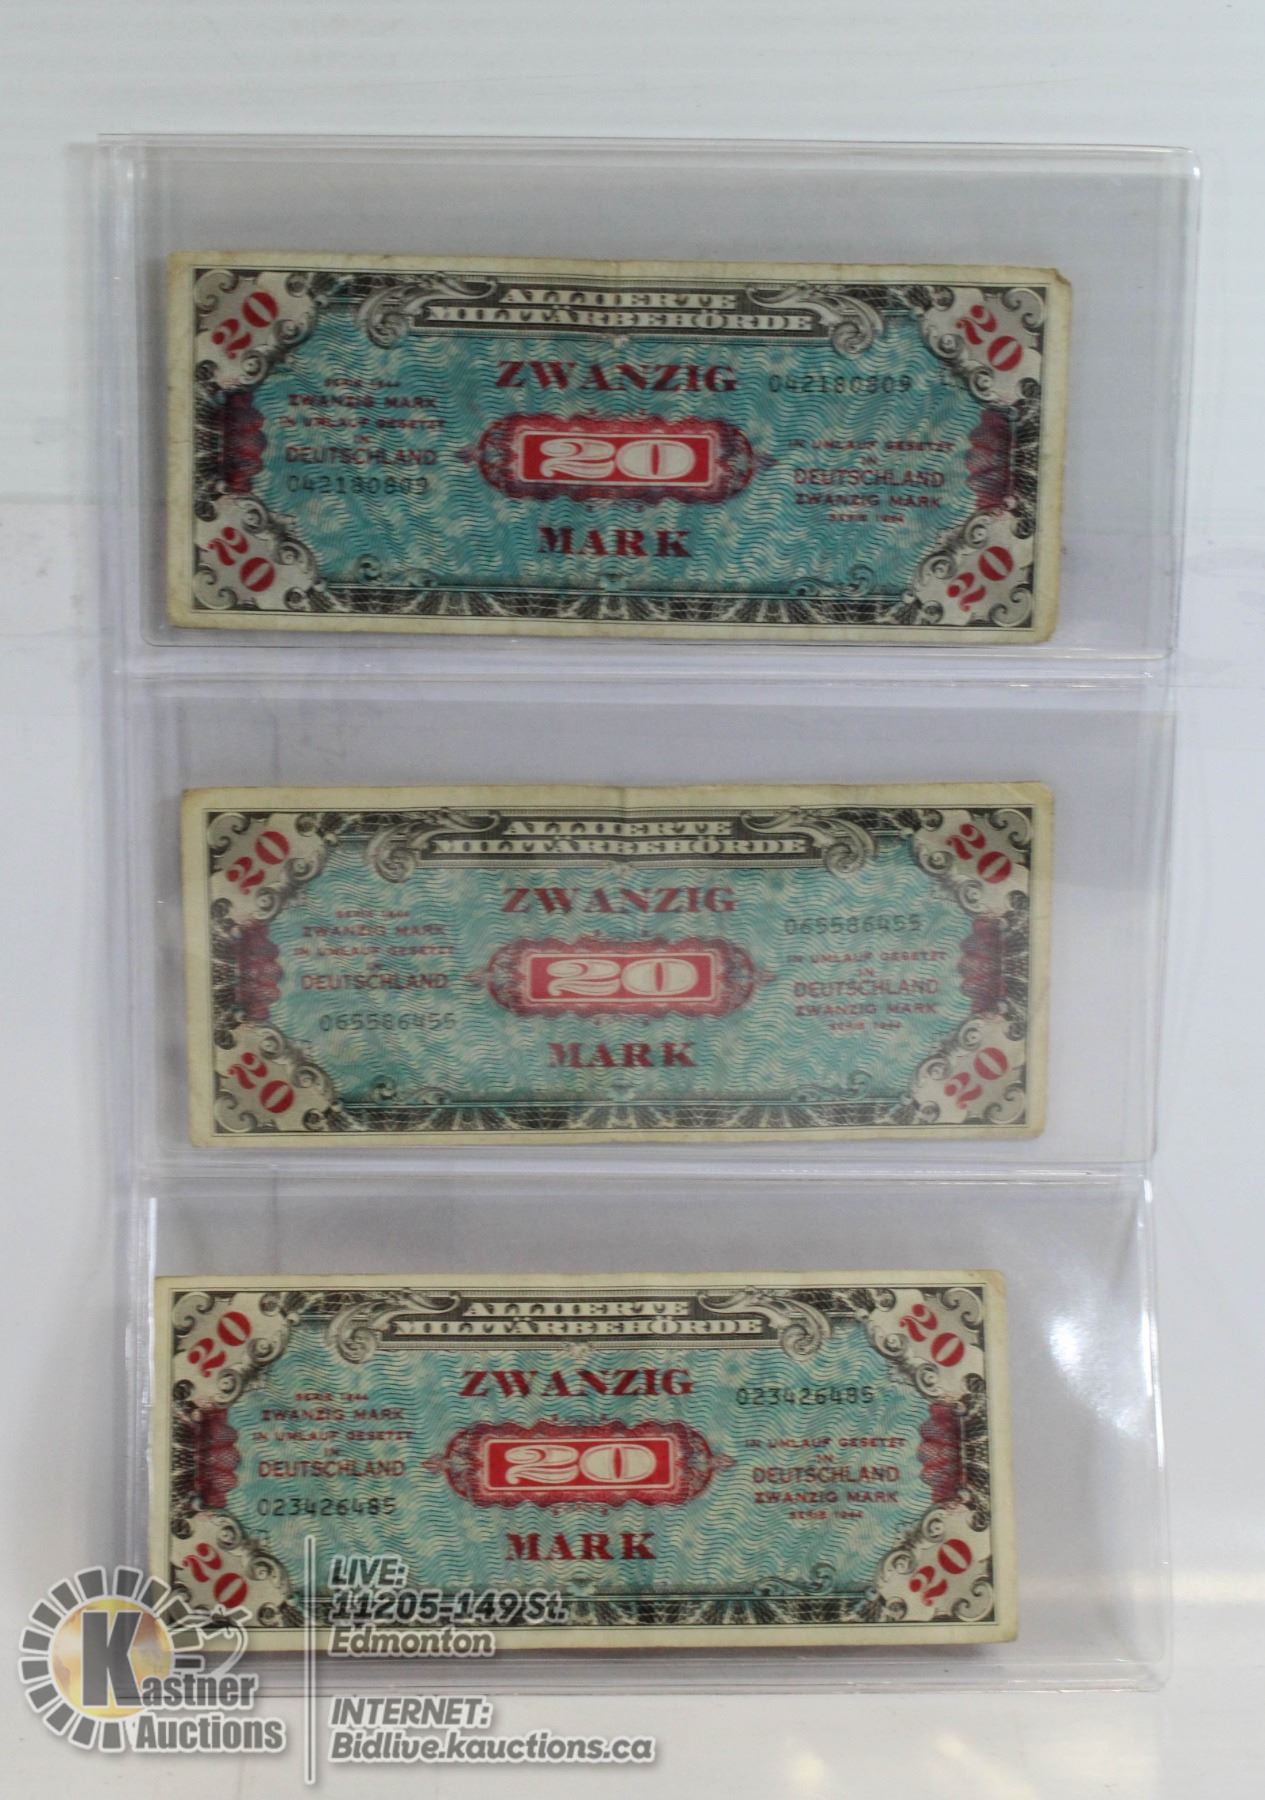 20
ALLIIERTE
20
MILITÄRBEHÖRDE
ZWANZIG
042180809
SERIE 1944
ZWANZIG MARK
IN UMLAUF GESETZT
IN
DEUTSCHLAND
042180809
20
IN UMLAUF GESETZT
IN
DEUTSCHLAND
ZWANZIG MARK
SERIE 1944
MARK
20
20
20
ALLIIERTE
20
MILITÄRBEHÖRDE
ZWANZIG
065586455
SERIE 1944
ZWANZIG MARK
IN UMLAUF GESETZT
IN
DEUTSCHLAND
065586455
20
IN UMLAUF GESETZT
IN
DEUTSCHLAND
ZWANZIG MARK
SERIE 1944
MARK
20
20
20
ALLIIERTE
20
MILITÄRBEHÖRDE
ZWANZIG
023426485
SERIE 1944
ZWANZIG MARK
IN UMLAUF GESETZT
IN
DEUTSCHLAND
023426485
20
IN UMLAUF GESETZT
IN
DEUTSCHLAND
ZWANZIG MARK
SERIE 1944
MARK
20
20
Kastner
Auctions
LIVE:
11205-149 St.
Edmonton
INTERNET:
Bidlive.kauctions.ca